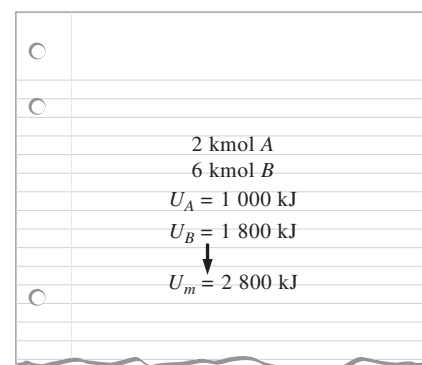 2 kmol A
6 kmol B
U_A = 1 000 kJ
U_B = 1 800 kJ
U_m = 2 800 kJ